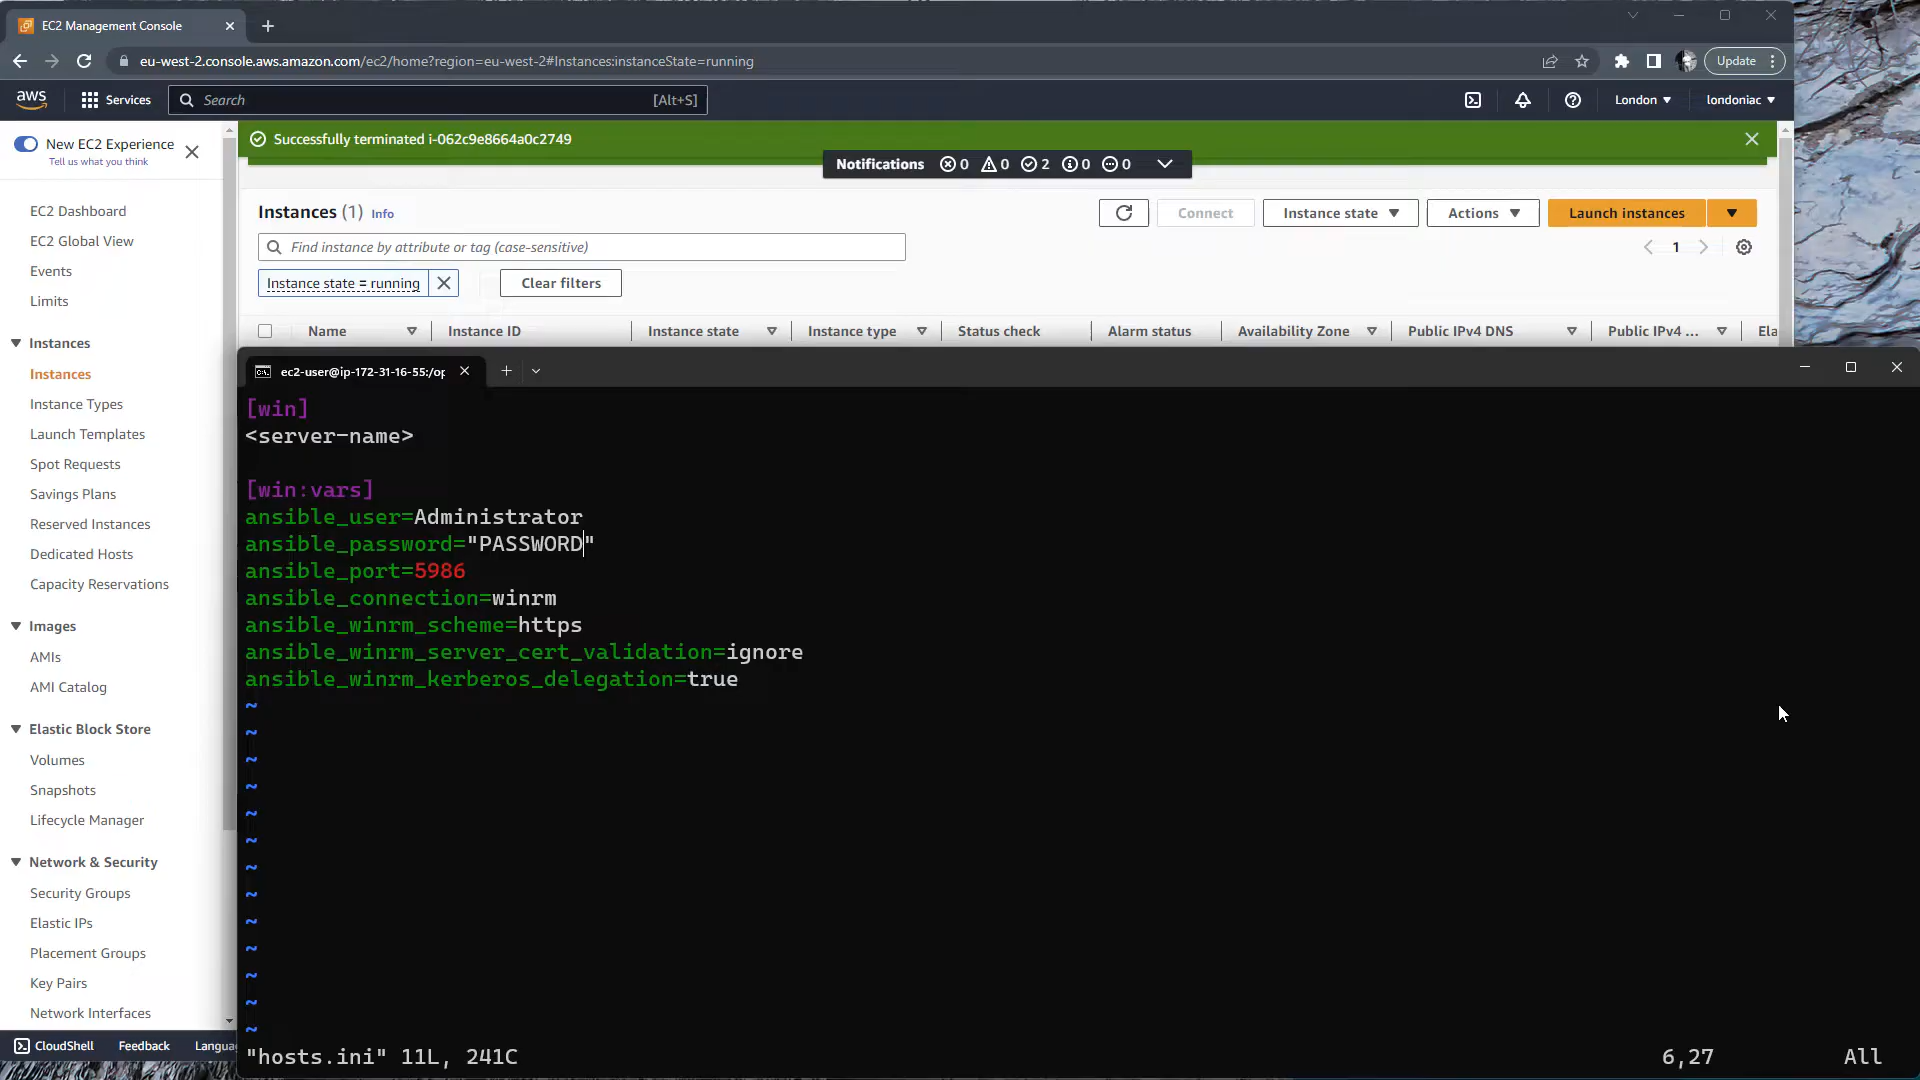 EC2 Management Console
eu-west-2.console.aws.amazon.com/ec2/home?region=eu-west-2#Instances:instanceState=running
Update
aws
Services
Search
[Alt+S]
London
londoniac
New EC2 Experience
Tell us what you think
Successfully terminated i-062c9e8664a0c2749
Notifications 0 0 2 0 0
EC2 Dashboard
EC2 Global View
Events
Limits
Instances
Instances
Instance Types
Launch Templates
Spot Requests
Savings Plans
Reserved Instances
Dedicated Hosts
Capacity Reservations
Images
AMIs
AMI Catalog
Elastic Block Store
Volumes
Snapshots
Lifecycle Manager
Network & Security
Security Groups
Elastic IPs
Placement Groups
Key Pairs
Network Interfaces
CloudShell
Feedback
Langua
Instances (1) Info
Connect
Instance state
Actions
Launch instances
Find instance by attribute or tag (case-sensitive)
1
Instance state = running
Clear filters
Name
Instance ID
Instance state
Instance type
Status check
Alarm status
Availability Zone
Public IPv4 DNS
Public IPv4 ...
Ela
ec2-user@ip-172-31-16-55:/op
[win]
<server-name>
[win:vars]
ansible_user=Administrator
ansible_password="PASSWORD"
ansible_port=5986
ansible_connection=winrm
ansible_winrm_scheme=https
ansible_winrm_server_cert_validation=ignore
ansible_winrm_kerberos_delegation=true
~
~
~
~
~
~
~
~
~
~
~
~
~
"hosts.ini" 11L, 241C
6,27
All